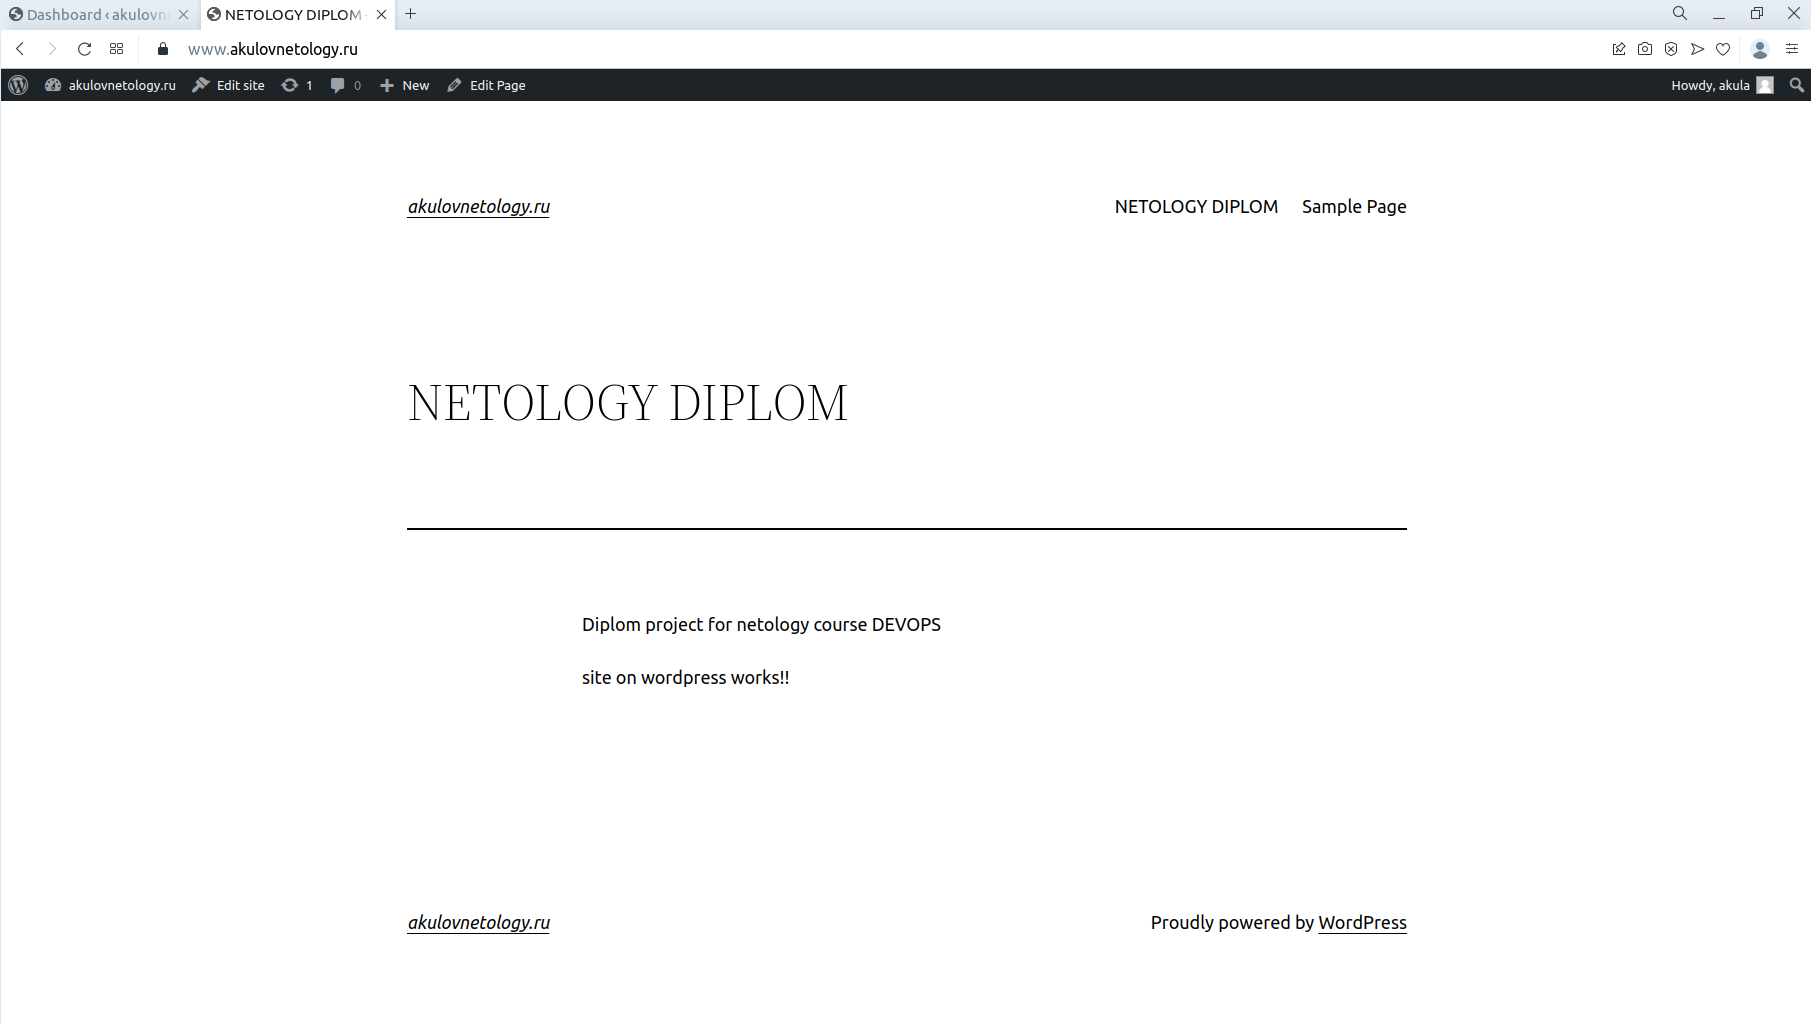 Dashboard ‹ akulovn
NETOLOGY DIPLOM
www.akulovnetology.ru
akulovnetology.ru Edit site 1 0 New Edit Page Howdy, akula
akulovnetology.ru NETOLOGY DIPLOM Sample Page
NETOLOGY DIPLOM
Diplom project for netology course DEVOPS
site on wordpress works!!
akulovnetology.ru Proudly powered by WordPress